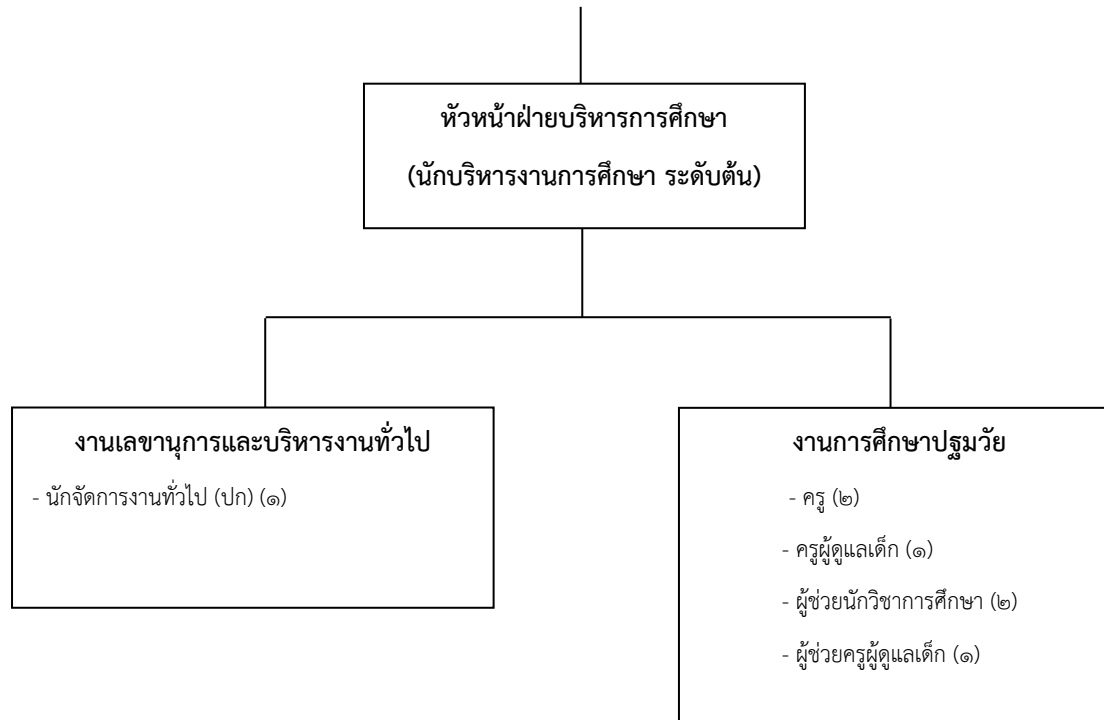 หัวหน้าฝ่ายบริหารการศึกษา
(นักบริหารงานการศึกษา ระดับต้น)
งานเลขานุการและบริหารงานทั่วไป
- นักจัดการงานทั่วไป (ปก) (๑)
งานการศึกษาปฐมวัย
- ครู (๒)
- ครูผู้ดูแลเด็ก (๑)
- ผู้ช่วยนักวิชาการศึกษา (๒)
- ผู้ช่วยครูผู้ดูแลเด็ก (๑)